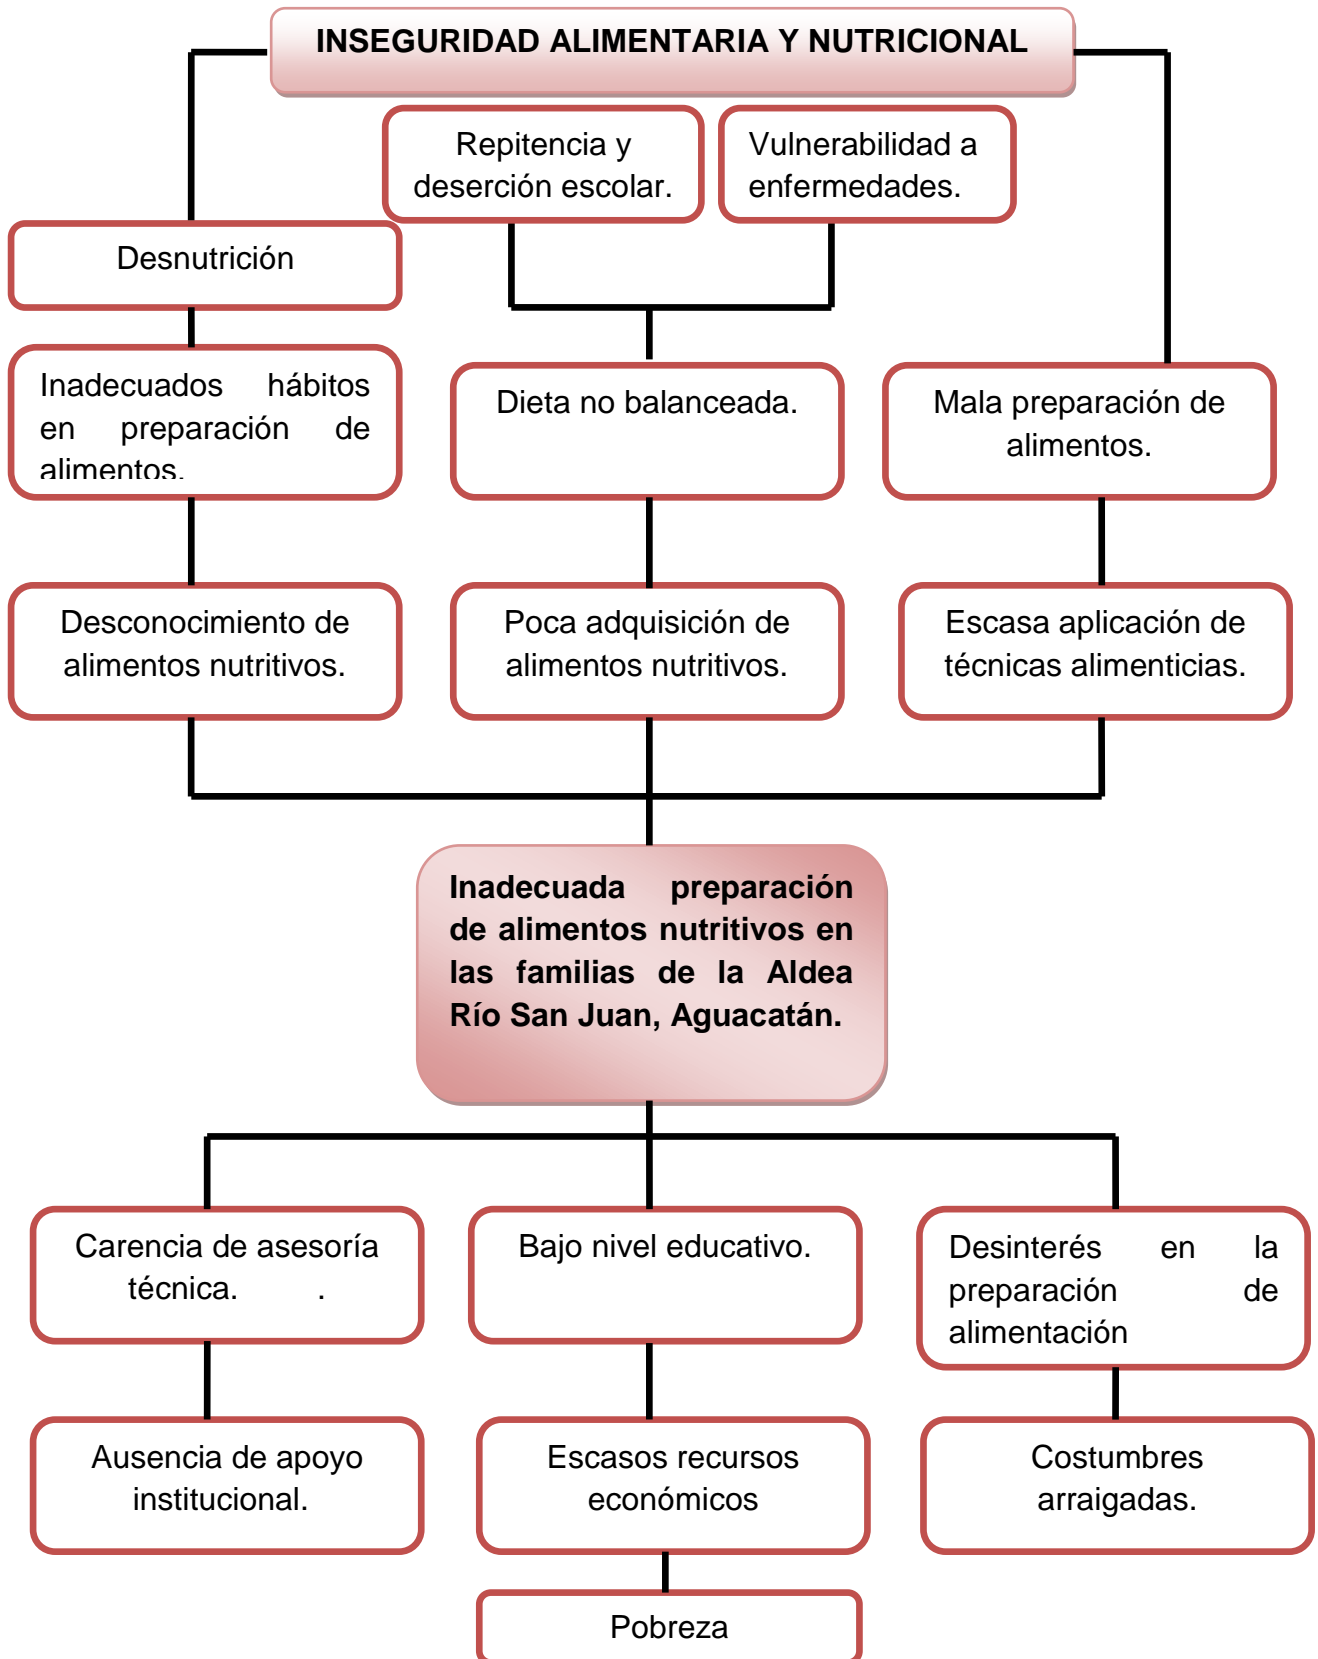 INSEGURIDAD ALIMENTARIA Y NUTRICIONAL
Repitencia y
deserción escolar.
Vulnerabilidad a
enfermedades.
Desnutrición
Inadecuados hábitos
en preparación de
alimentos.
Dieta no balanceada.
Mala preparación de
alimentos.
Desconocimiento de
alimentos nutritivos.
Poca adquisición de
alimentos nutritivos.
Escasa aplicación de
técnicas alimenticias.
Inadecuada preparación
de alimentos nutritivos en
las familias de la Aldea
Río San Juan, Aguacatán.
Carencia de asesoría
técnica. .
Bajo nivel educativo.
Desinterés en la
preparación de
alimentación
Ausencia de apoyo
institucional.
Escasos recursos
económicos
Costumbres
arraigadas.
Pobreza